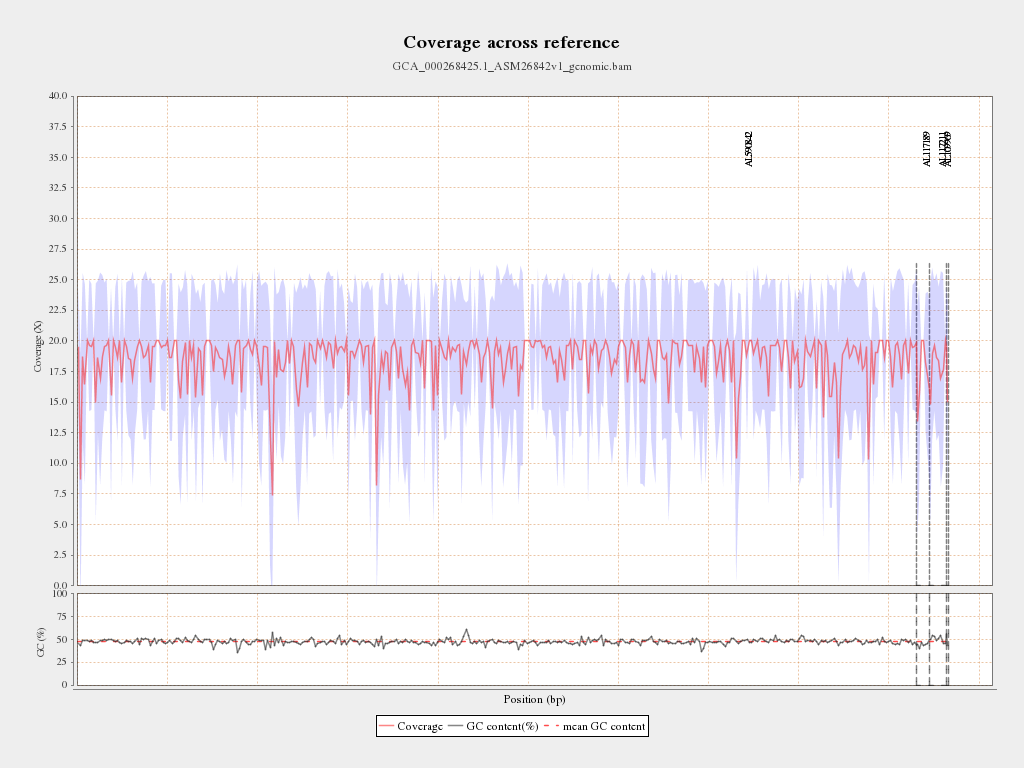 Coverage across reference
GCA_000268425.1_ASM26842v1_genomic.bam
40.0
37.5
35.0
32.5
30.0
27.5
25.0
22.5
20.0
17.5
15.0
12.5
10.0
7.5
5.0
2.5
0.0
Coverage (X)
AL590842
AL117189
AL117211
AL109969
100
75
50
25
0
GC (%)
Position (bp)
Coverage GC content(%) mean GC content